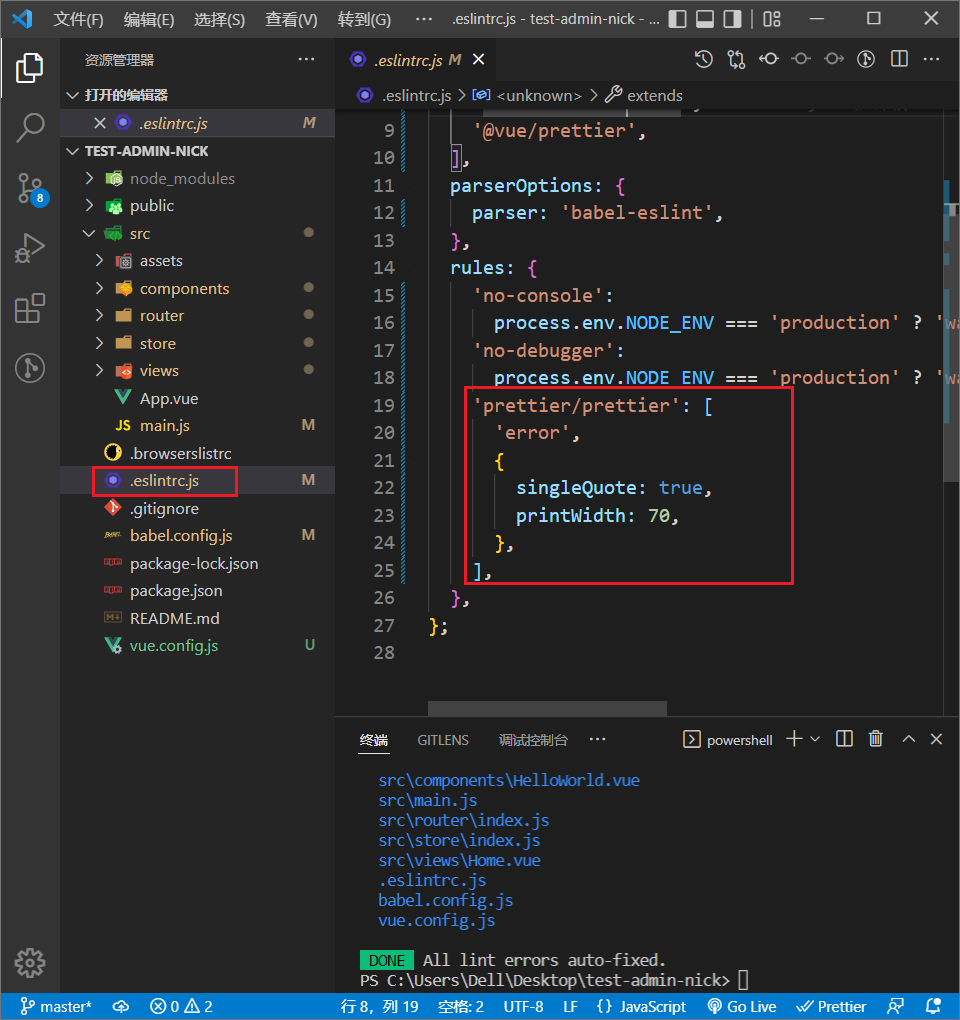 文件(F) 编辑(E) 选择(S) 查看(V) 转到(G) ··· .eslintrc.js - test-admin-nick - ...
资源管理器 ···
打开的编辑器
.eslintrc.js M
TEST-ADMIN-NICK
node_modules
public
src
assets
components
router
store
views
App.vue
JS main.js M
.browserslistrc
.eslintrc.js M
.gitignore
babel.config.js M
package-lock.json
package.json
README.md
vue.config.js U
8
.eslintrc.js M
.eslintrc.js > <unknown> > extends
9 '@vue/prettier',
10 ],
11 parserOptions: {
12 parser: 'babel-eslint',
13 },
14 rules: {
15 'no-console':
16 process.env.NODE_ENV === 'production' ? 'wa
17 'no-debugger':
18 process.env.NODE_ENV === 'production' ? 'wa
19 'prettier/prettier': [
20 'error',
21 {
22 singleQuote: true,
23 printWidth: 70,
24 },
25 ],
26 },
27 };
28
终端 GITLENS 调试控制台 ··· powershell
src\components\HelloWorld.vue
src\main.js
src\router\index.js
src\store\index.js
src\views\Home.vue
.eslintrc.js
babel.config.js
vue.config.js
DONE All lint errors auto-fixed.
PS C:\Users\Dell\Desktop\test-admin-nick>
master* 0 2 行 8，列 19 空格: 2 UTF-8 LF {} JavaScript Go Live Prettier